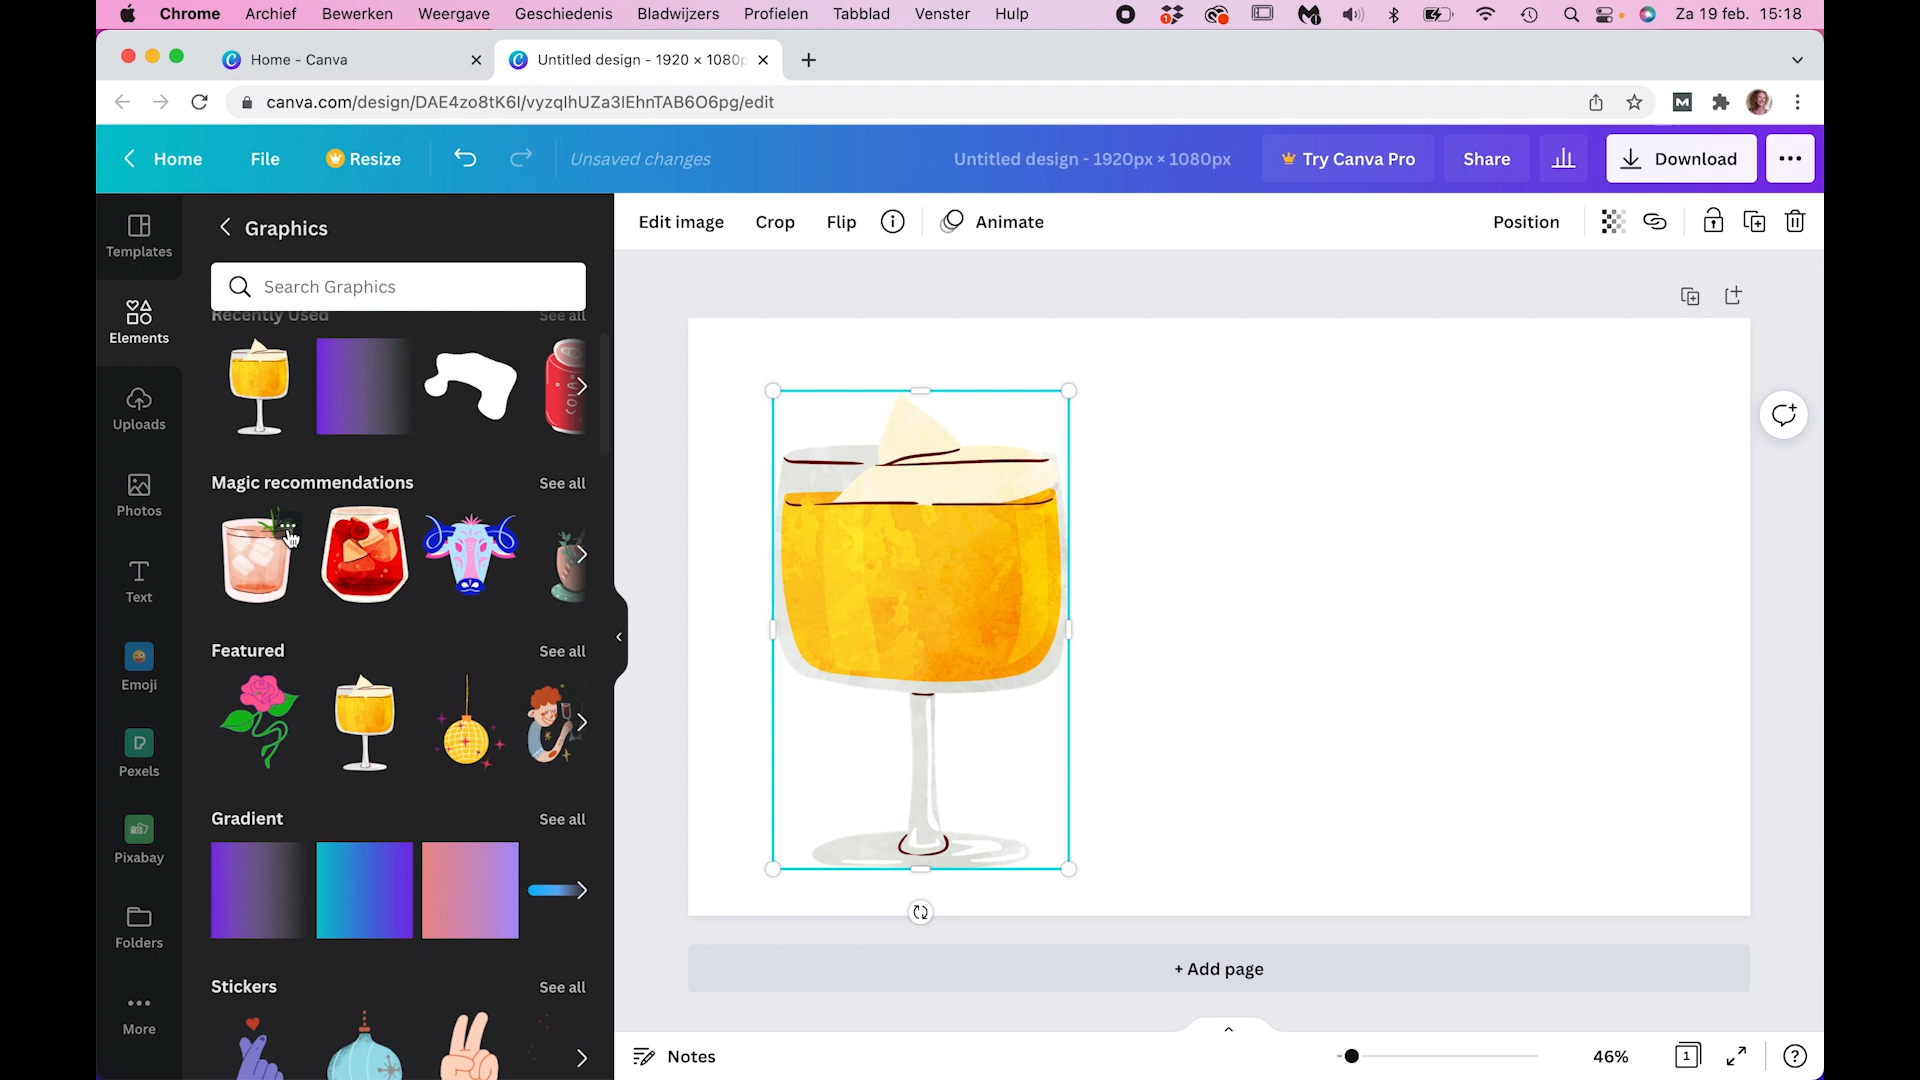 Chrome Archief Bewerken Weergave Geschiedenis Bladwijzers Profielen Tabblad Venster Hulp 1 Za 19 feb. 15:18
Home - Canva Untitled design - 1920 × 1080p
canva.com/design/DAE4zo8tK6I/vyzqlhUZa3IEhnTAB6O6pg/edit
Home File Resize Unsaved changes Untitled design - 1920px × 1080px Try Canva Pro Share Download
Edit image Crop Flip Animate Position
Templates
Elements
Uploads
Photos
Text
Emoji
Pexels
Pixabay
Folders
More
Graphics
Search Graphics
Recently Used See all
COLA
Magic recommendations See all
Featured See all
Gradient See all
Stickers See all
+ Add page
Notes 46% 1